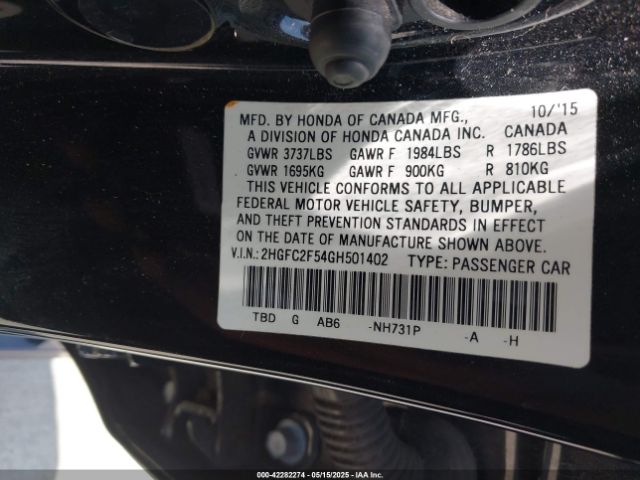 MFD. BY HONDA OF CANADA MFG., 10/'15
A DIVISION OF HONDA CANADA INC. CANADA
GVWR 3737LBS GAWR F 1984LBS R 1786LBS
GVWR 1695KG GAWR F 900KG R 810KG
THIS VEHICLE CONFORMS TO ALL APPLICABLE
FEDERAL MOTOR VEHICLE SAFETY, BUMPER,
AND THEFT PREVENTION STANDARDS IN EFFECT
ON THE DATE OF MANUFACTURE SHOWN ABOVE.
V.I.N.: 2HGFC2F54GH501402 TYPE: PASSENGER CAR
TBD G AB6 -NH731P -A -H
000-42282274 - 05/15/2025 - IAA Inc.